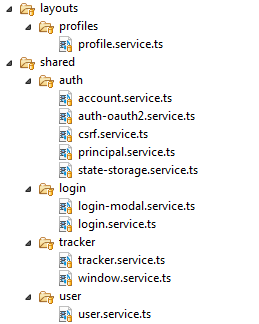 layouts
profiles
profile.service.ts
shared
auth
account.service.ts
auth-oauth2.service.ts
csrf.service.ts
principal.service.ts
state-storage.service.ts
login
login-modal.service.ts
login.service.ts
tracker
tracker.service.ts
window.service.ts
user
user.service.ts